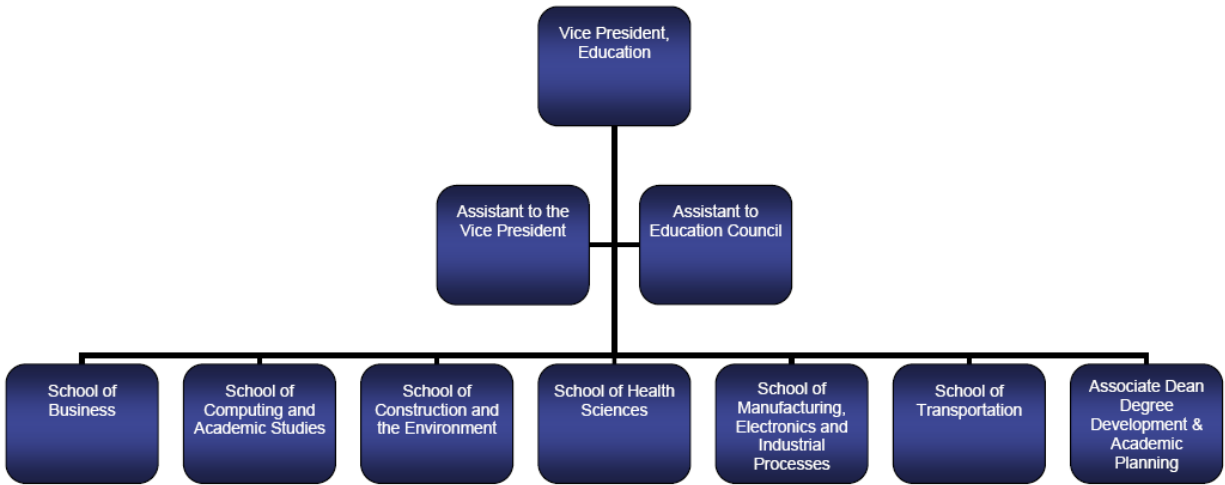 Vice President,
Education
Assistant to the
Vice President
Assistant to
Education Council
School of
Business
School of
Computing and
Academic Studies
School of
Construction and
the Environment
School of Health
Sciences
School of
Manufacturing,
Electronics and
Industrial
Processes
School of
Transportation
Associate Dean
Degree
Development &
Academic
Planning